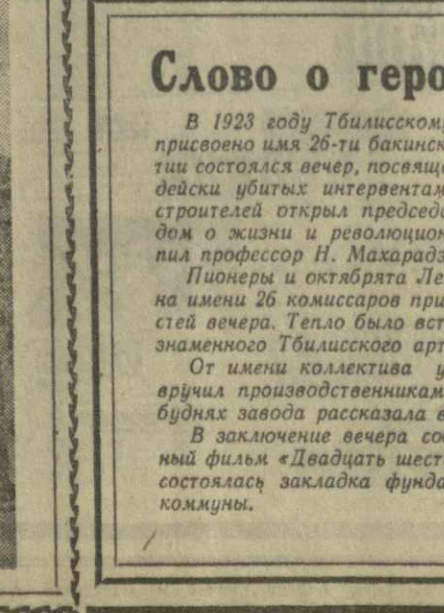 Слово о геро
В 1923 году Тбилисском
присвоено имя 26-ти бакинск
тии состоялся вечер, посвящ
дейски убитых интервентам
строителей открыл председ
дом о жизни и революцион
пил профессор Н. Махарадз
Пионеры и октябрята Ле
на имени 26 комиссаров при
стей вечера. Тепло было вст
знаменного Тбилисского арт
От имени коллектива у
вручил производственникам
буднях завода рассказала в
В заключение вечера со
ный фильм «Двадцать шест
состоялась закладка фунда
коммуны.